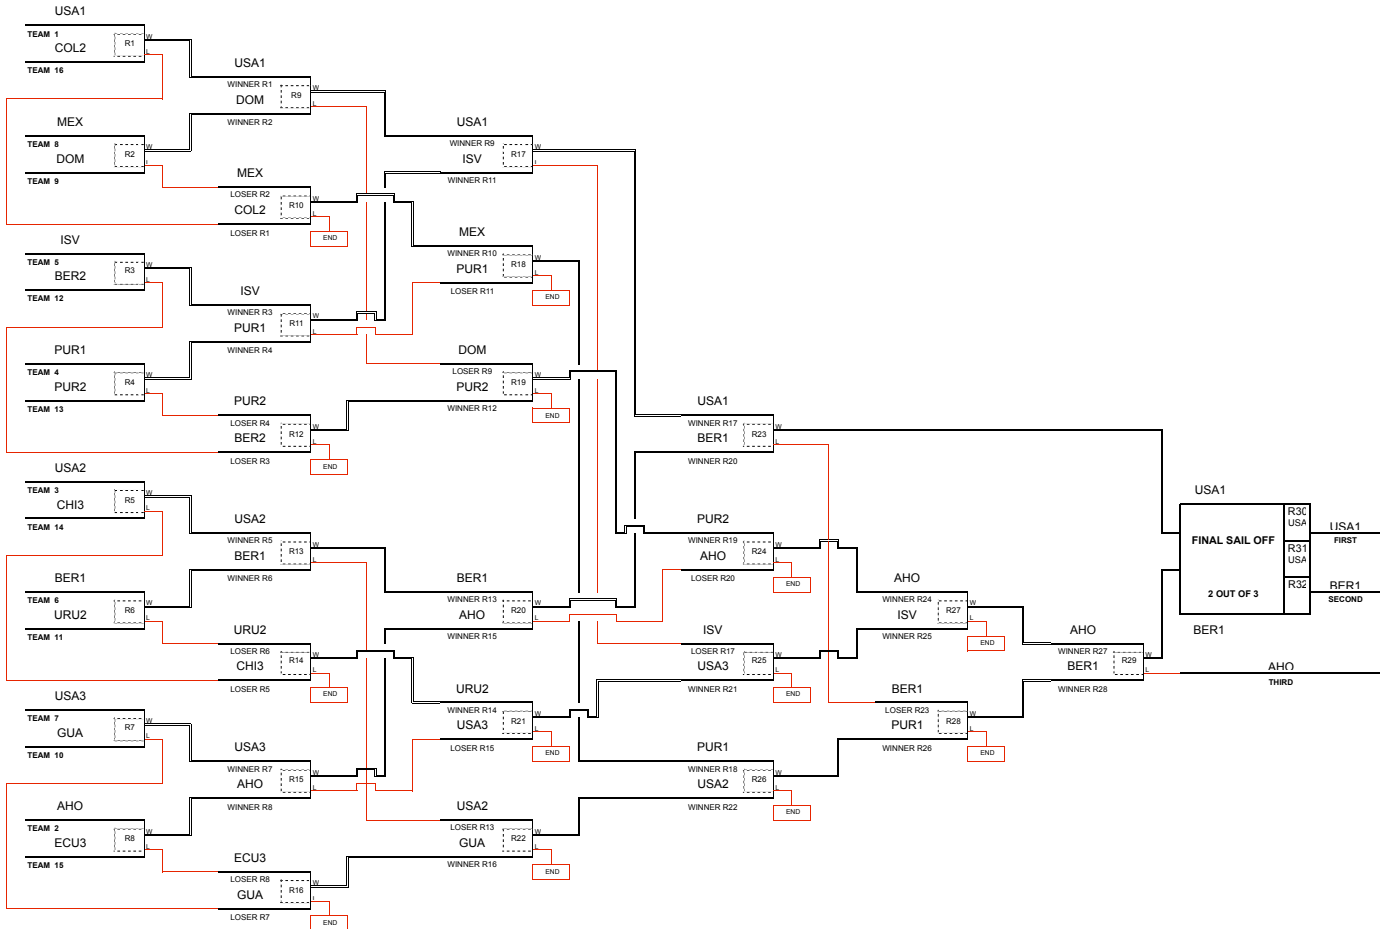 USA1
TEAM 1
COL2
TEAM 16
R1
W
L
MEX
TEAM 8
DOM
TEAM 9
R2
W
L
ISV
TEAM 5
BER2
TEAM 12
R3
W
L
PUR1
TEAM 4
PUR2
TEAM 13
R4
W
L
USA2
TEAM 3
CHI3
TEAM 14
R5
W
L
BER1
TEAM 6
URU2
TEAM 11
R6
W
L
USA3
TEAM 7
GUA
TEAM 10
R7
W
L
AHO
TEAM 2
ECU3
TEAM 15
R8
W
L
USA1
WINNER R1
DOM
WINNER R2
R9
W
L
MEX
LOSER R2
COL2
LOSER R1
R10
W
L
END
ISV
WINNER R3
PUR1
WINNER R4
R11
W
L
PUR2
LOSER R4
BER2
LOSER R3
R12
W
L
END
USA2
WINNER R5
BER1
WINNER R6
R13
W
L
URU2
LOSER R6
CHI3
LOSER R5
R14
W
L
END
USA3
WINNER R7
AHO
WINNER R8
R15
W
L
ECU3
LOSER R8
GUA
LOSER R7
R16
W
L
END
USA1
WINNER R9
ISV
WINNER R11
R17
W
L
MEX
WINNER R10
PUR1
LOSER R11
R18
W
L
END
DOM
LOSER R9
PUR2
WINNER R12
R19
W
L
END
BER1
WINNER R13
AHO
WINNER R15
R20
W
L
URU2
WINNER R14
USA3
LOSER R15
R21
W
L
END
USA2
LOSER R13
GUA
WINNER R16
R22
W
L
END
USA1
WINNER R17
BER1
WINNER R20
R23
W
L
PUR2
WINNER R19
AHO
LOSER R20
R24
W
L
END
ISV
LOSER R17
USA3
WINNER R21
R25
W
L
END
PUR1
WINNER R18
USA2
WINNER R22
R26
W
L
END
AHO
WINNER R24
ISV
WINNER R25
R27
W
L
END
BER1
LOSER R23
PUR1
WINNER R26
R28
W
L
END
AHO
WINNER R27
BER1
WINNER R28
R29
W
L
USA1
FINAL SAIL OFF
2 OUT OF 3
BER1
R30
USA
R31
USA
R32
USA1
FIRST
BER1
SECOND
AHO
THIRD